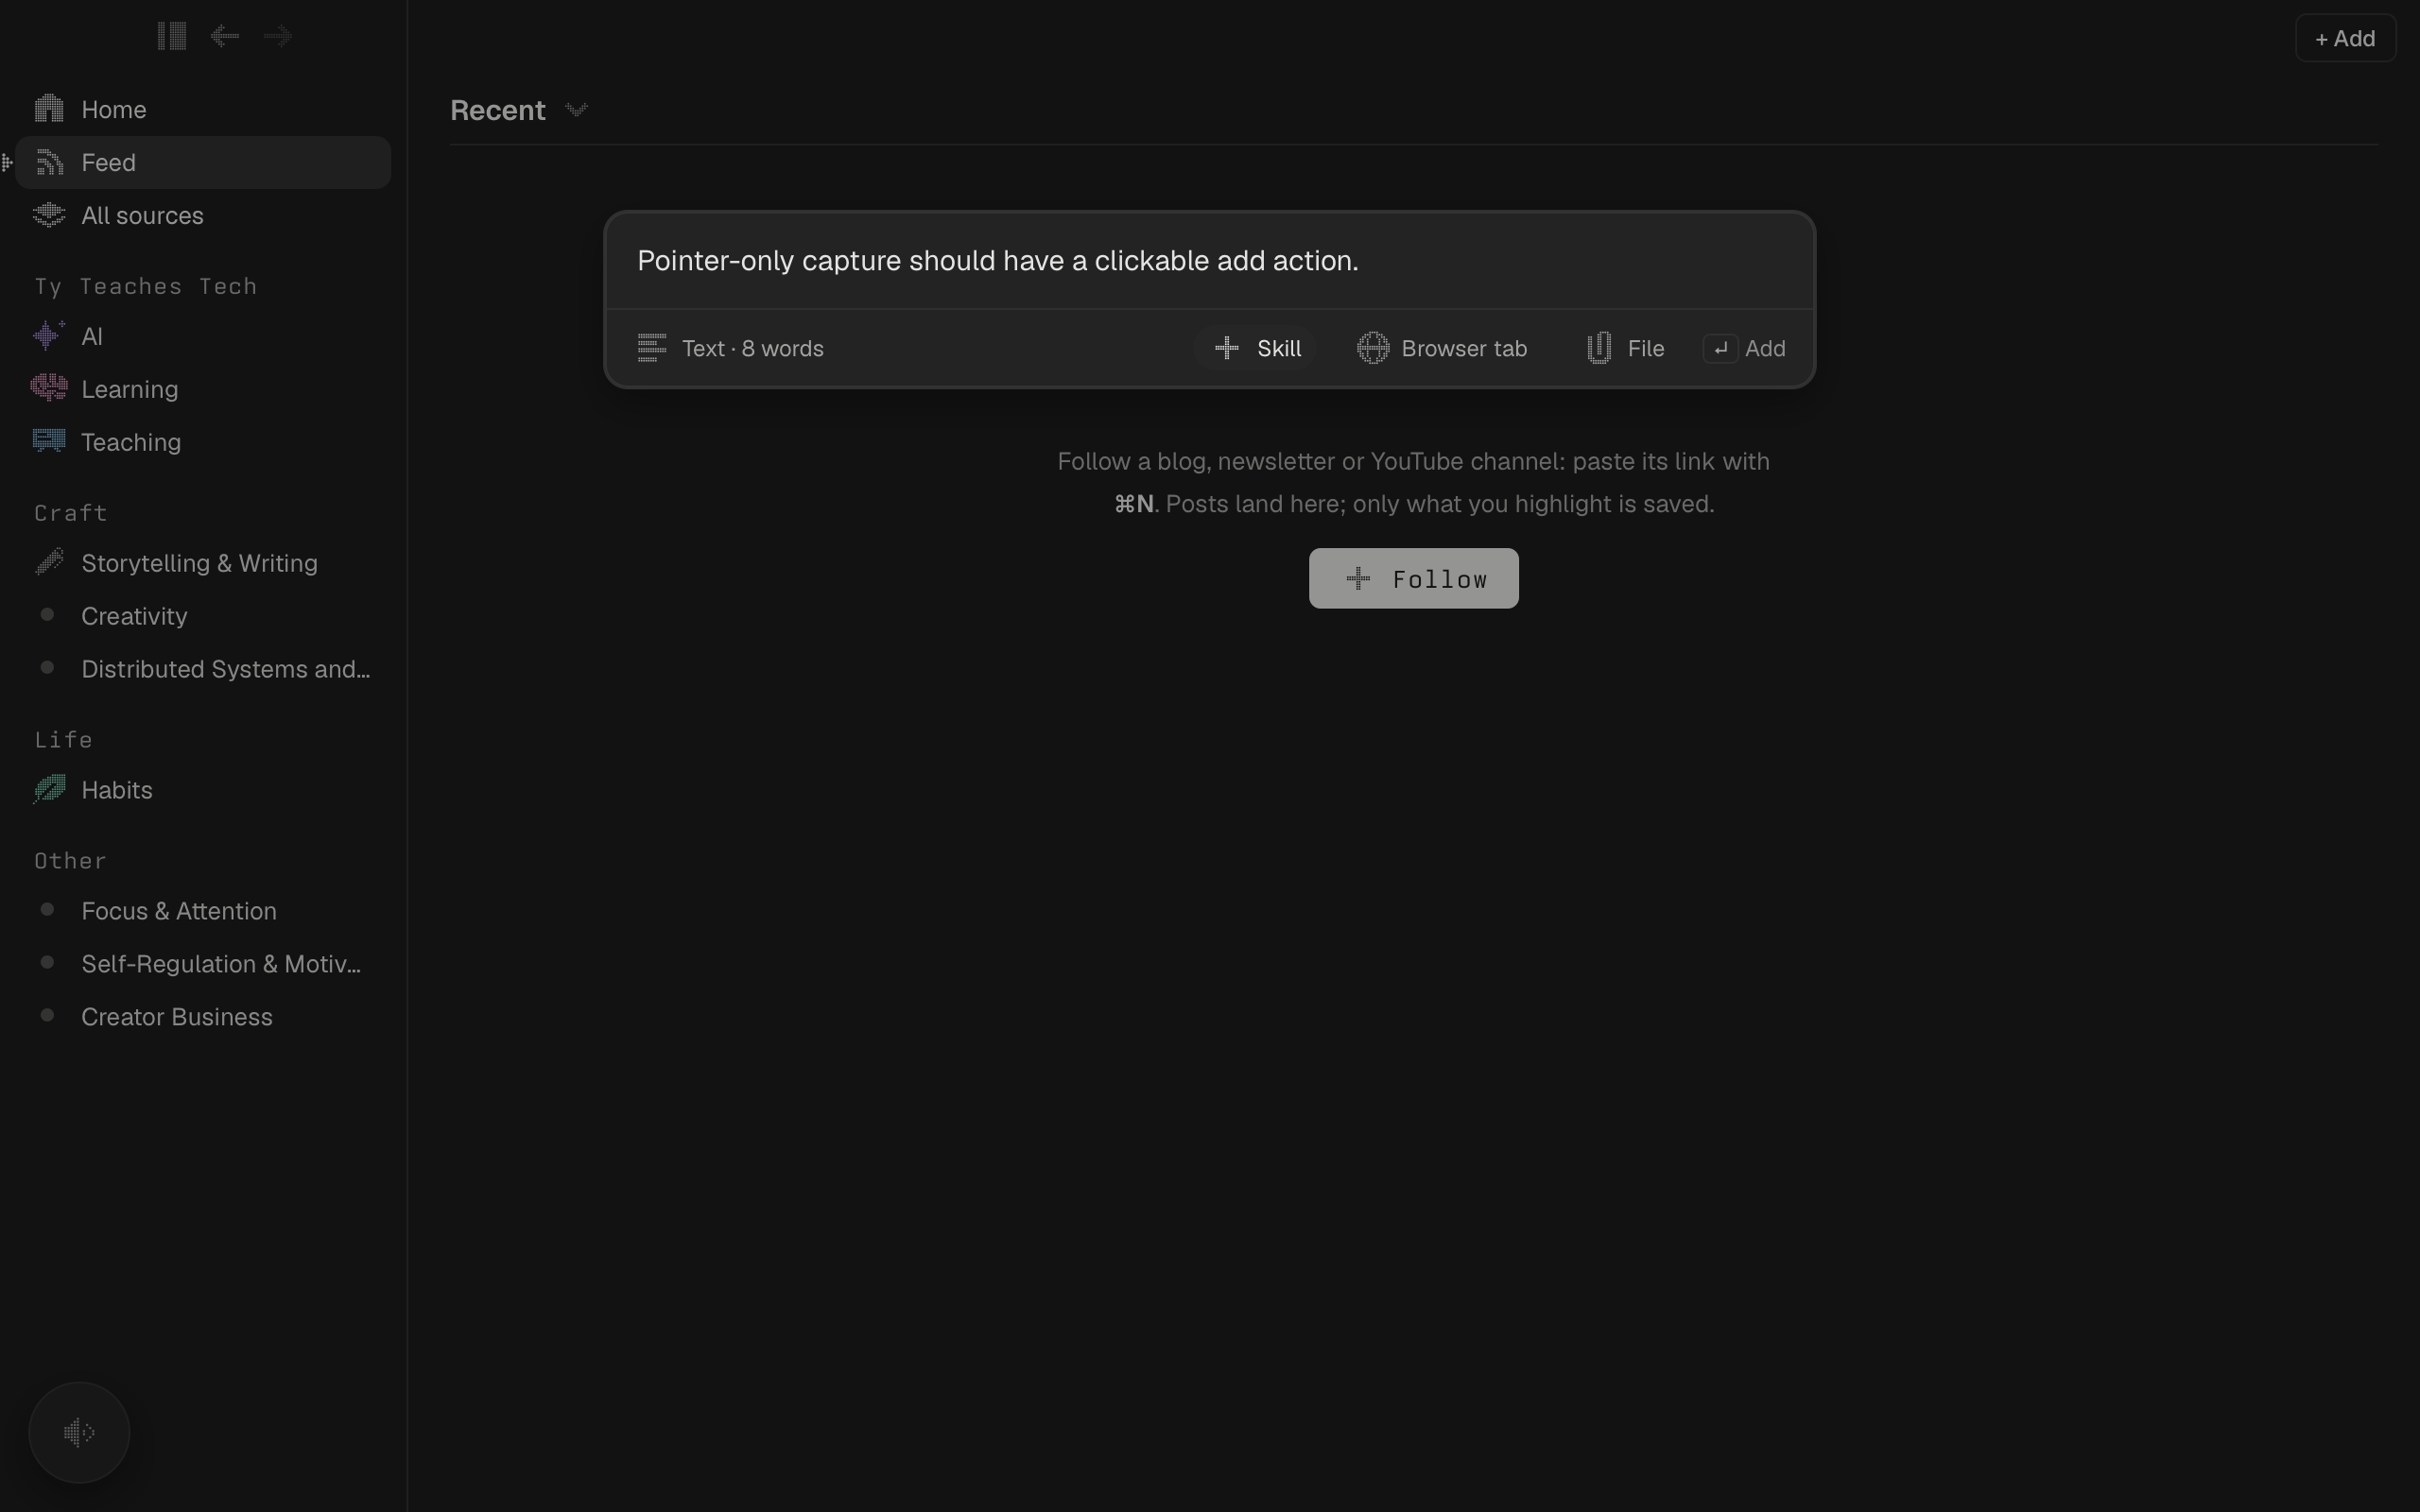 + Add
Home
Feed
All sources
Ty Teaches Tech
AI
Learning
Teaching
Craft
Storytelling & Writing
Creativity
Distributed Systems and…
Life
Habits
Other
Focus & Attention
Self-Regulation & Motiv…
Creator Business
Recent
Pointer-only capture should have a clickable add action.
Text · 8 words
Skill
Browser tab
File
↵ Add
Follow a blog, newsletter or YouTube channel: paste its link with
⌘N. Posts land here; only what you highlight is saved.
Follow